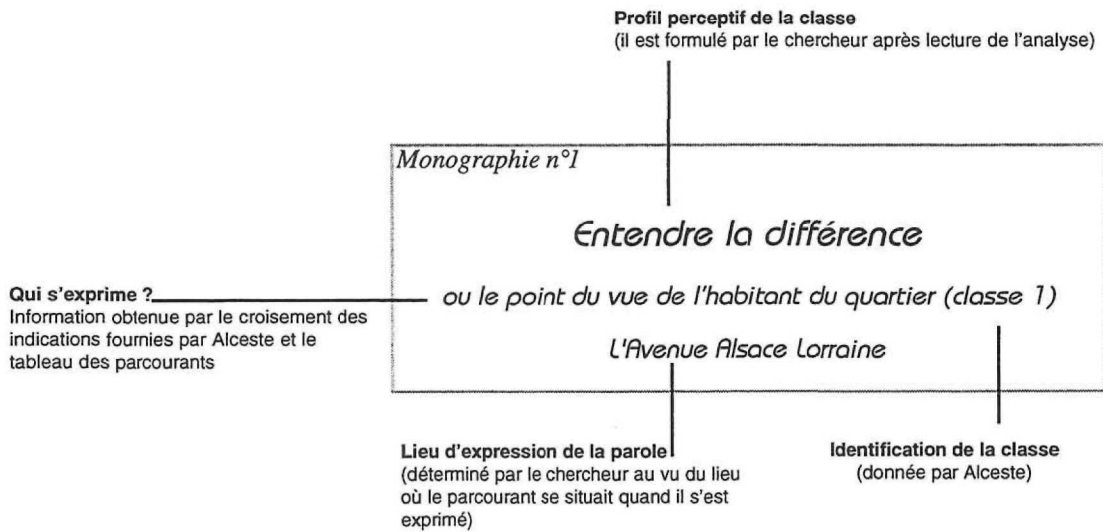 Profil perceptif de la classe
(il est formulé par le chercheur après lecture de l'analyse)
Monographie n°1
Entendre la différence
Qui s'exprime ?
Information obtenue par le croisement des
indications fournies par Alceste et le
tableau des parcourants
ou le point du vue de l'habitant du quartier (classe 1)
L'Avenue Alsace Lorraine
Lieu d'expression de la parole
(déterminé par le chercheur au vu du lieu
où le parcourant se situait quand il s'est
exprimé)
Identification de la classe
(donnée par Alceste)